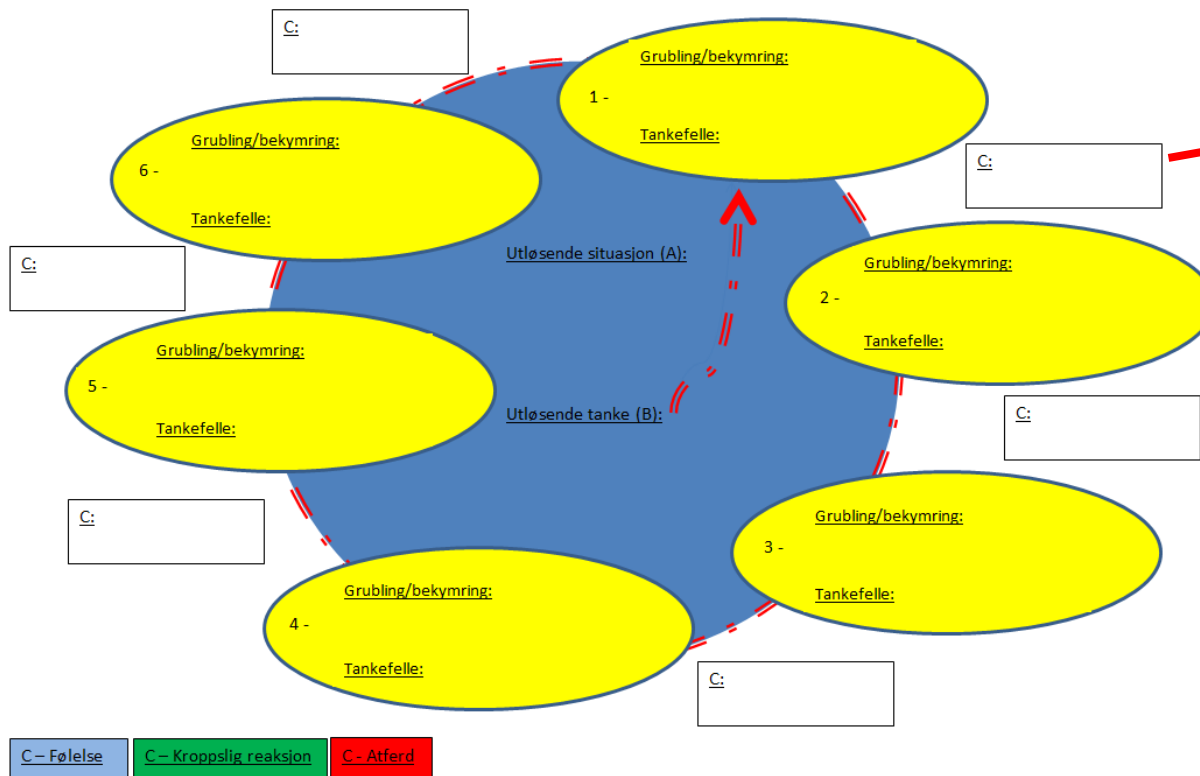 C:
Grubling/bekymring:
1 -
Tankefelle:
C:
Grubling/bekymring:
2 -
Tankefelle:
C:
Grubling/bekymring:
3 -
Tankefelle:
C:
Grubling/bekymring:
4 -
Tankefelle:
C:
Grubling/bekymring:
5 -
Tankefelle:
C:
Grubling/bekymring:
6 -
Tankefelle:
Utløsende situasjon (A):
Utløsende tanke (B):
C – Følelse
C – Kroppslig reaksjon
C - Atferd